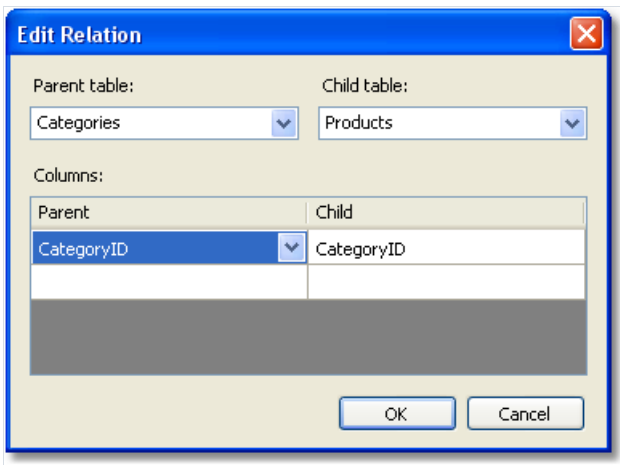 Edit Relation
Parent table: Child table:
Categories Products
Columns:
Parent Child
CategoryID CategoryID
OK Cancel